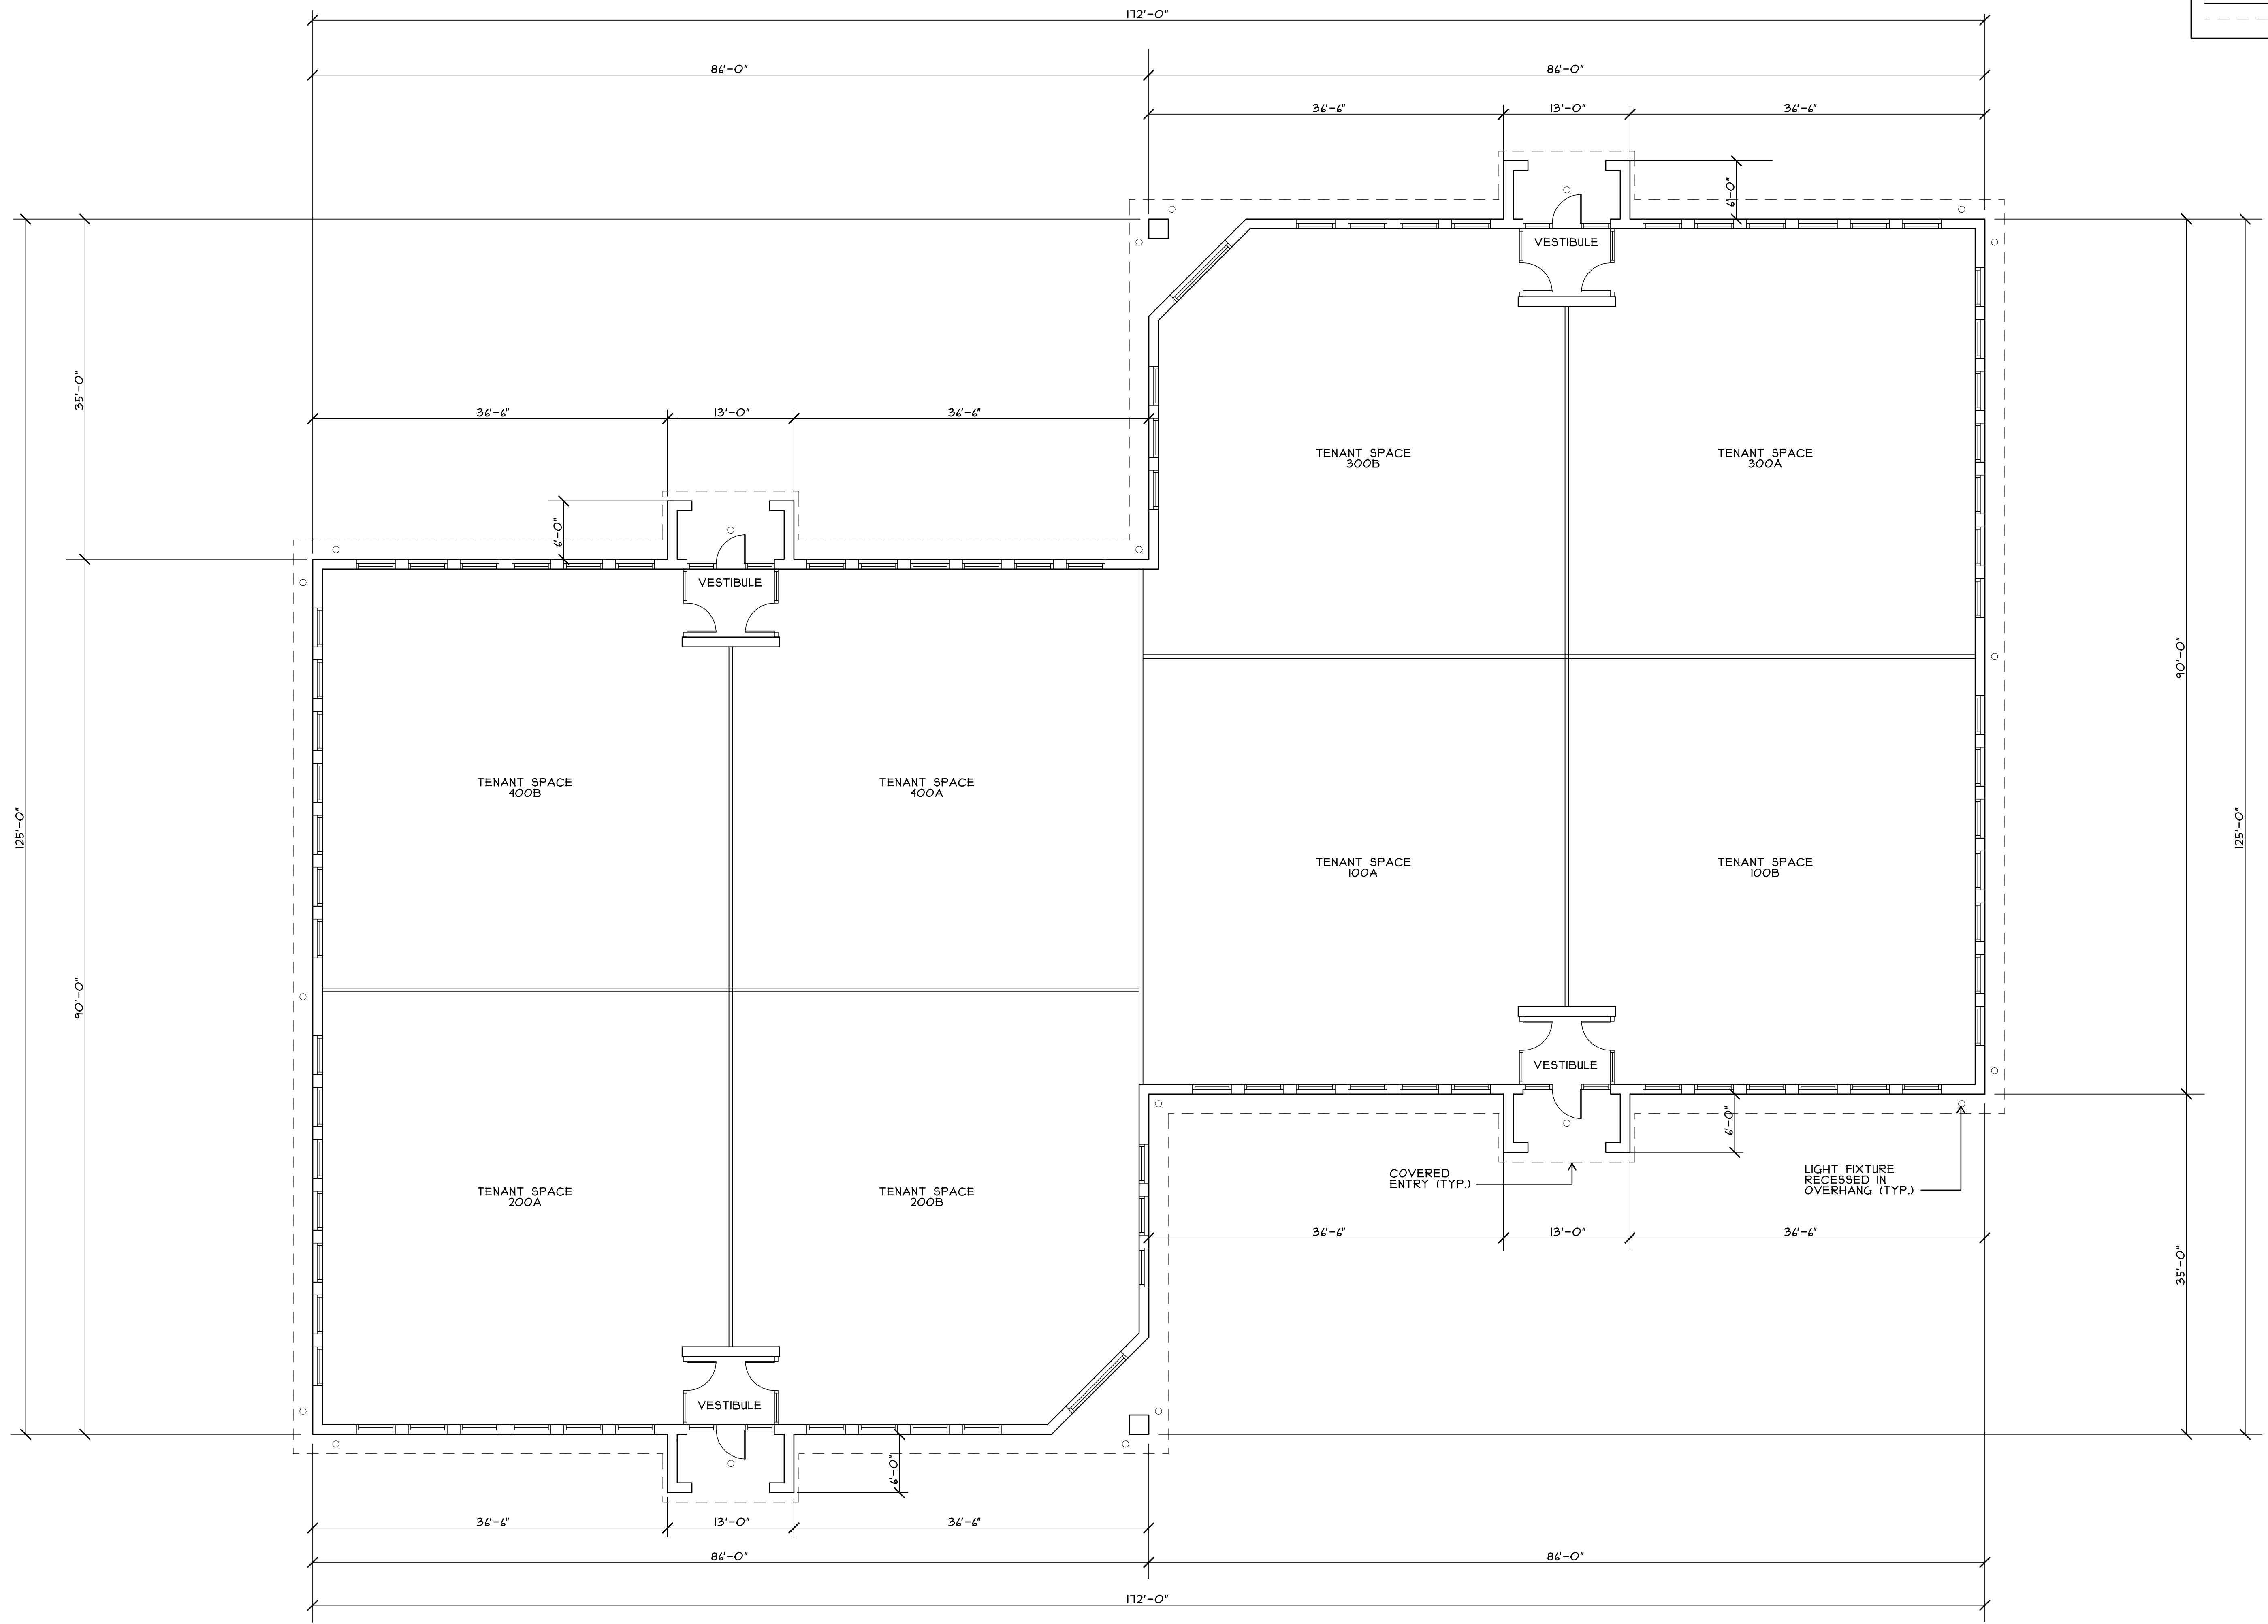 172'-0"
86'-0"
86'-0"
36'-6"
13'-0"
36'-6"
6'-0"
VESTIBULE
35'-0"
36'-6"
13'-0"
36'-6"
TENANT SPACE
300B
TENANT SPACE
300A
6'-0"
VESTIBULE
90'-0"
TENANT SPACE
400B
TENANT SPACE
400A
125'-0"
125'-0"
TENANT SPACE
100A
TENANT SPACE
100B
90'-0"
VESTIBULE
6'-0"
COVERED
ENTRY (TYP.)
LIGHT FIXTURE
RECESSED IN
OVERHANG (TYP.)
TENANT SPACE
200A
TENANT SPACE
200B
36'-6"
13'-0"
36'-6"
35'-0"
VESTIBULE
6'-0"
36'-6"
13'-0"
36'-6"
86'-0"
86'-0"
172'-0"